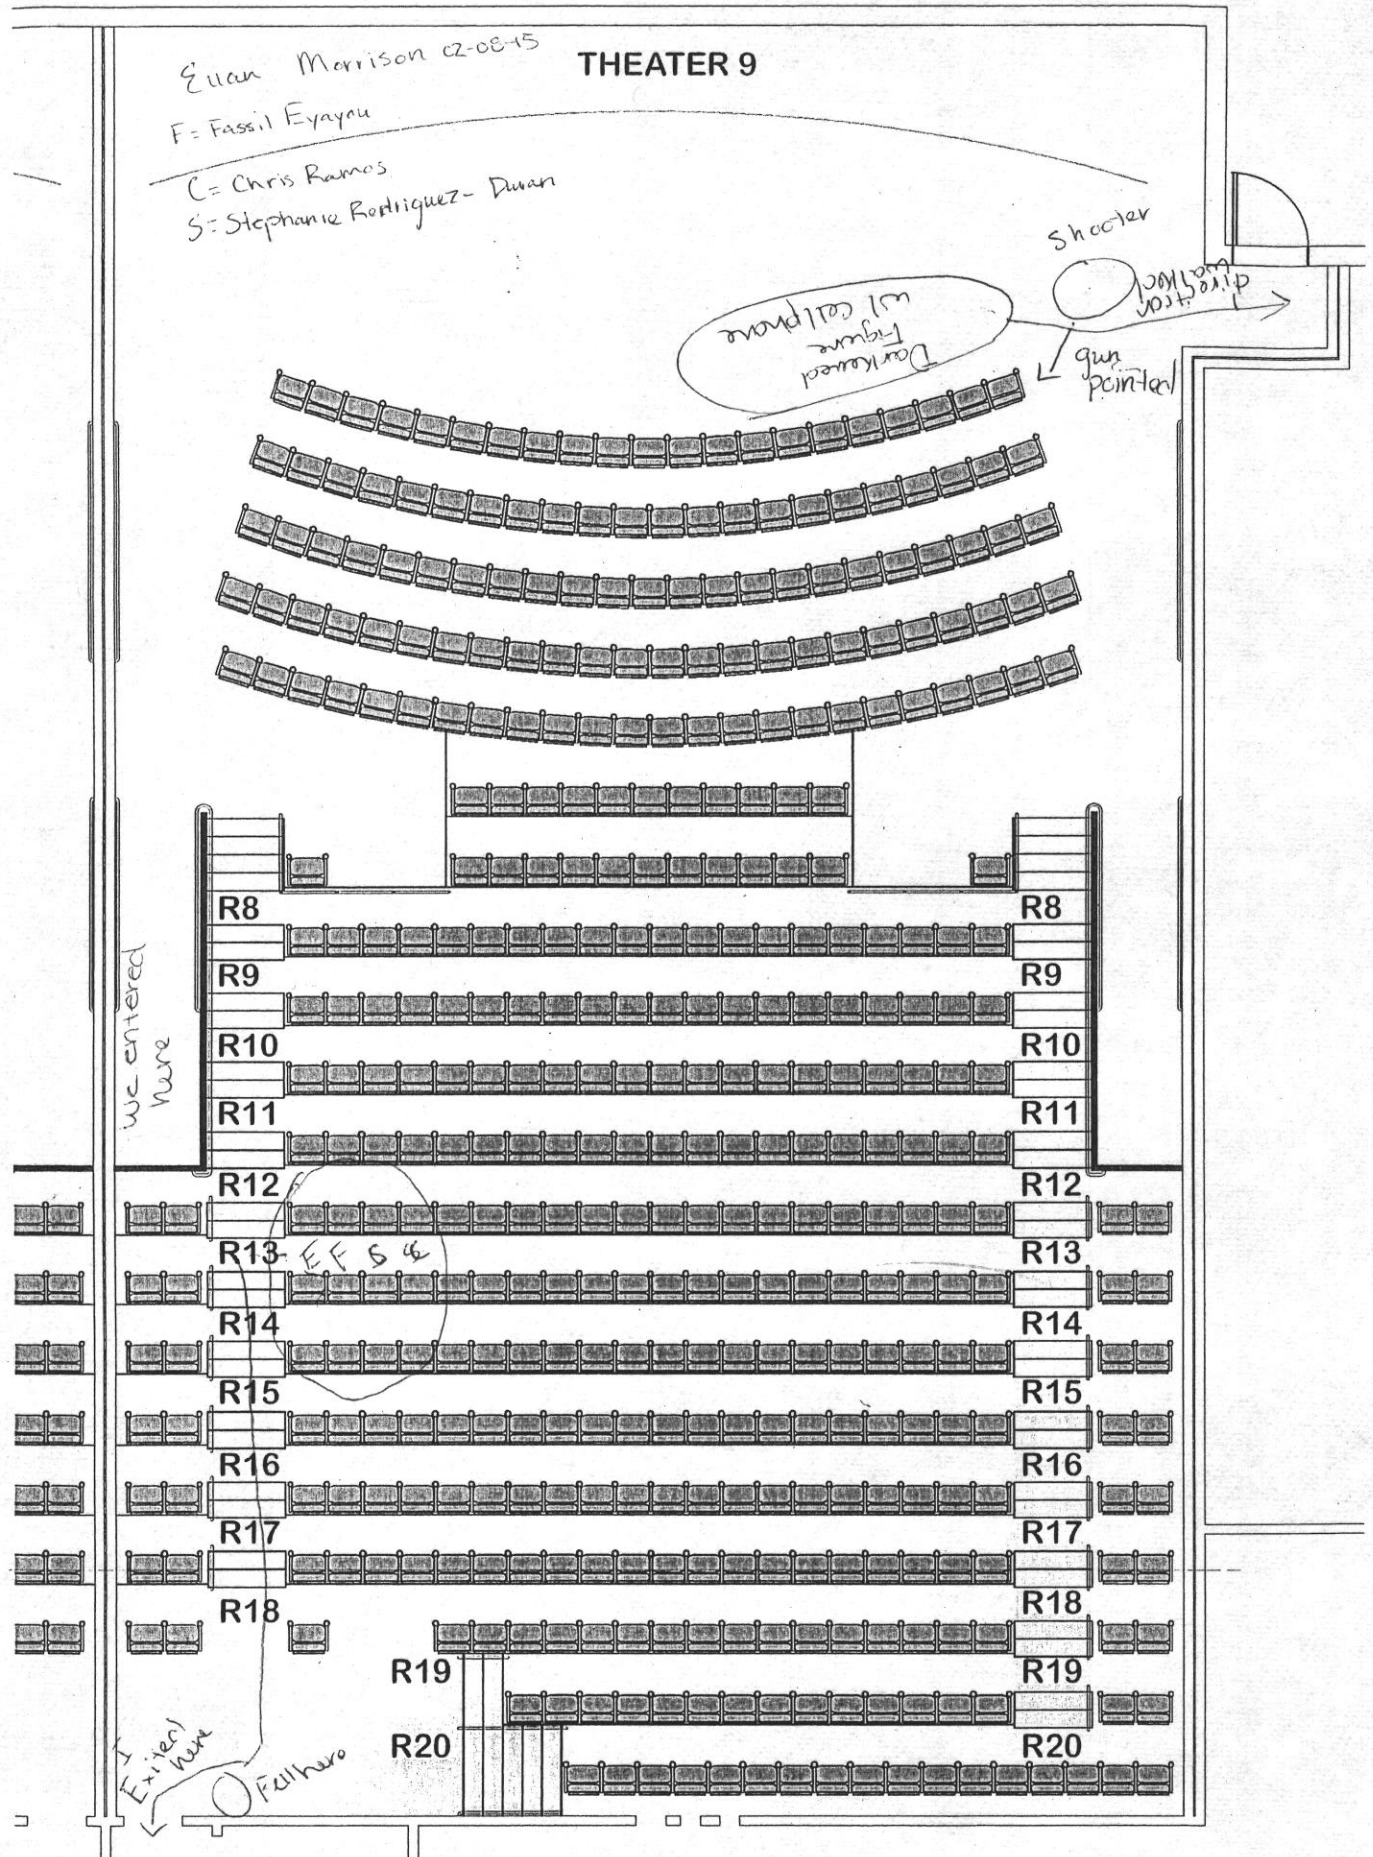 Evan Morrison 02-08-15
THEATER 9
F= Fassil Eyayou
C= Chris Ramos
S= Stephanie Rodriguez- Duran
Shooter
direction
I walked
Darkened
Figure
w/ cellphone
gun
pointed
R8 R8
R9 R9
R10 R10
we entered
here
R11 R11
R12 R12
R13 R13
E F S C
R14 R14
R15 R15
R16 R16
R17 R17
R18 R18
R19 R19
R20 R20
I
Exited
here
Fell here